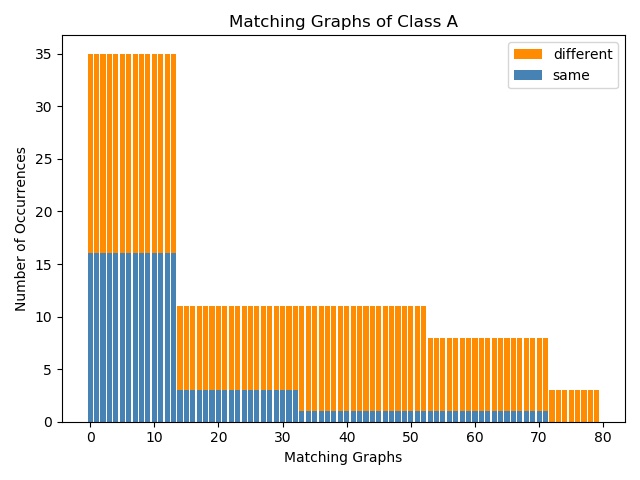 Matching Graphs of Class A
different
same
Number of Occurrences
35
30
25
20
15
10
5
0
0 10 20 30 40 50 60 70 80
Matching Graphs